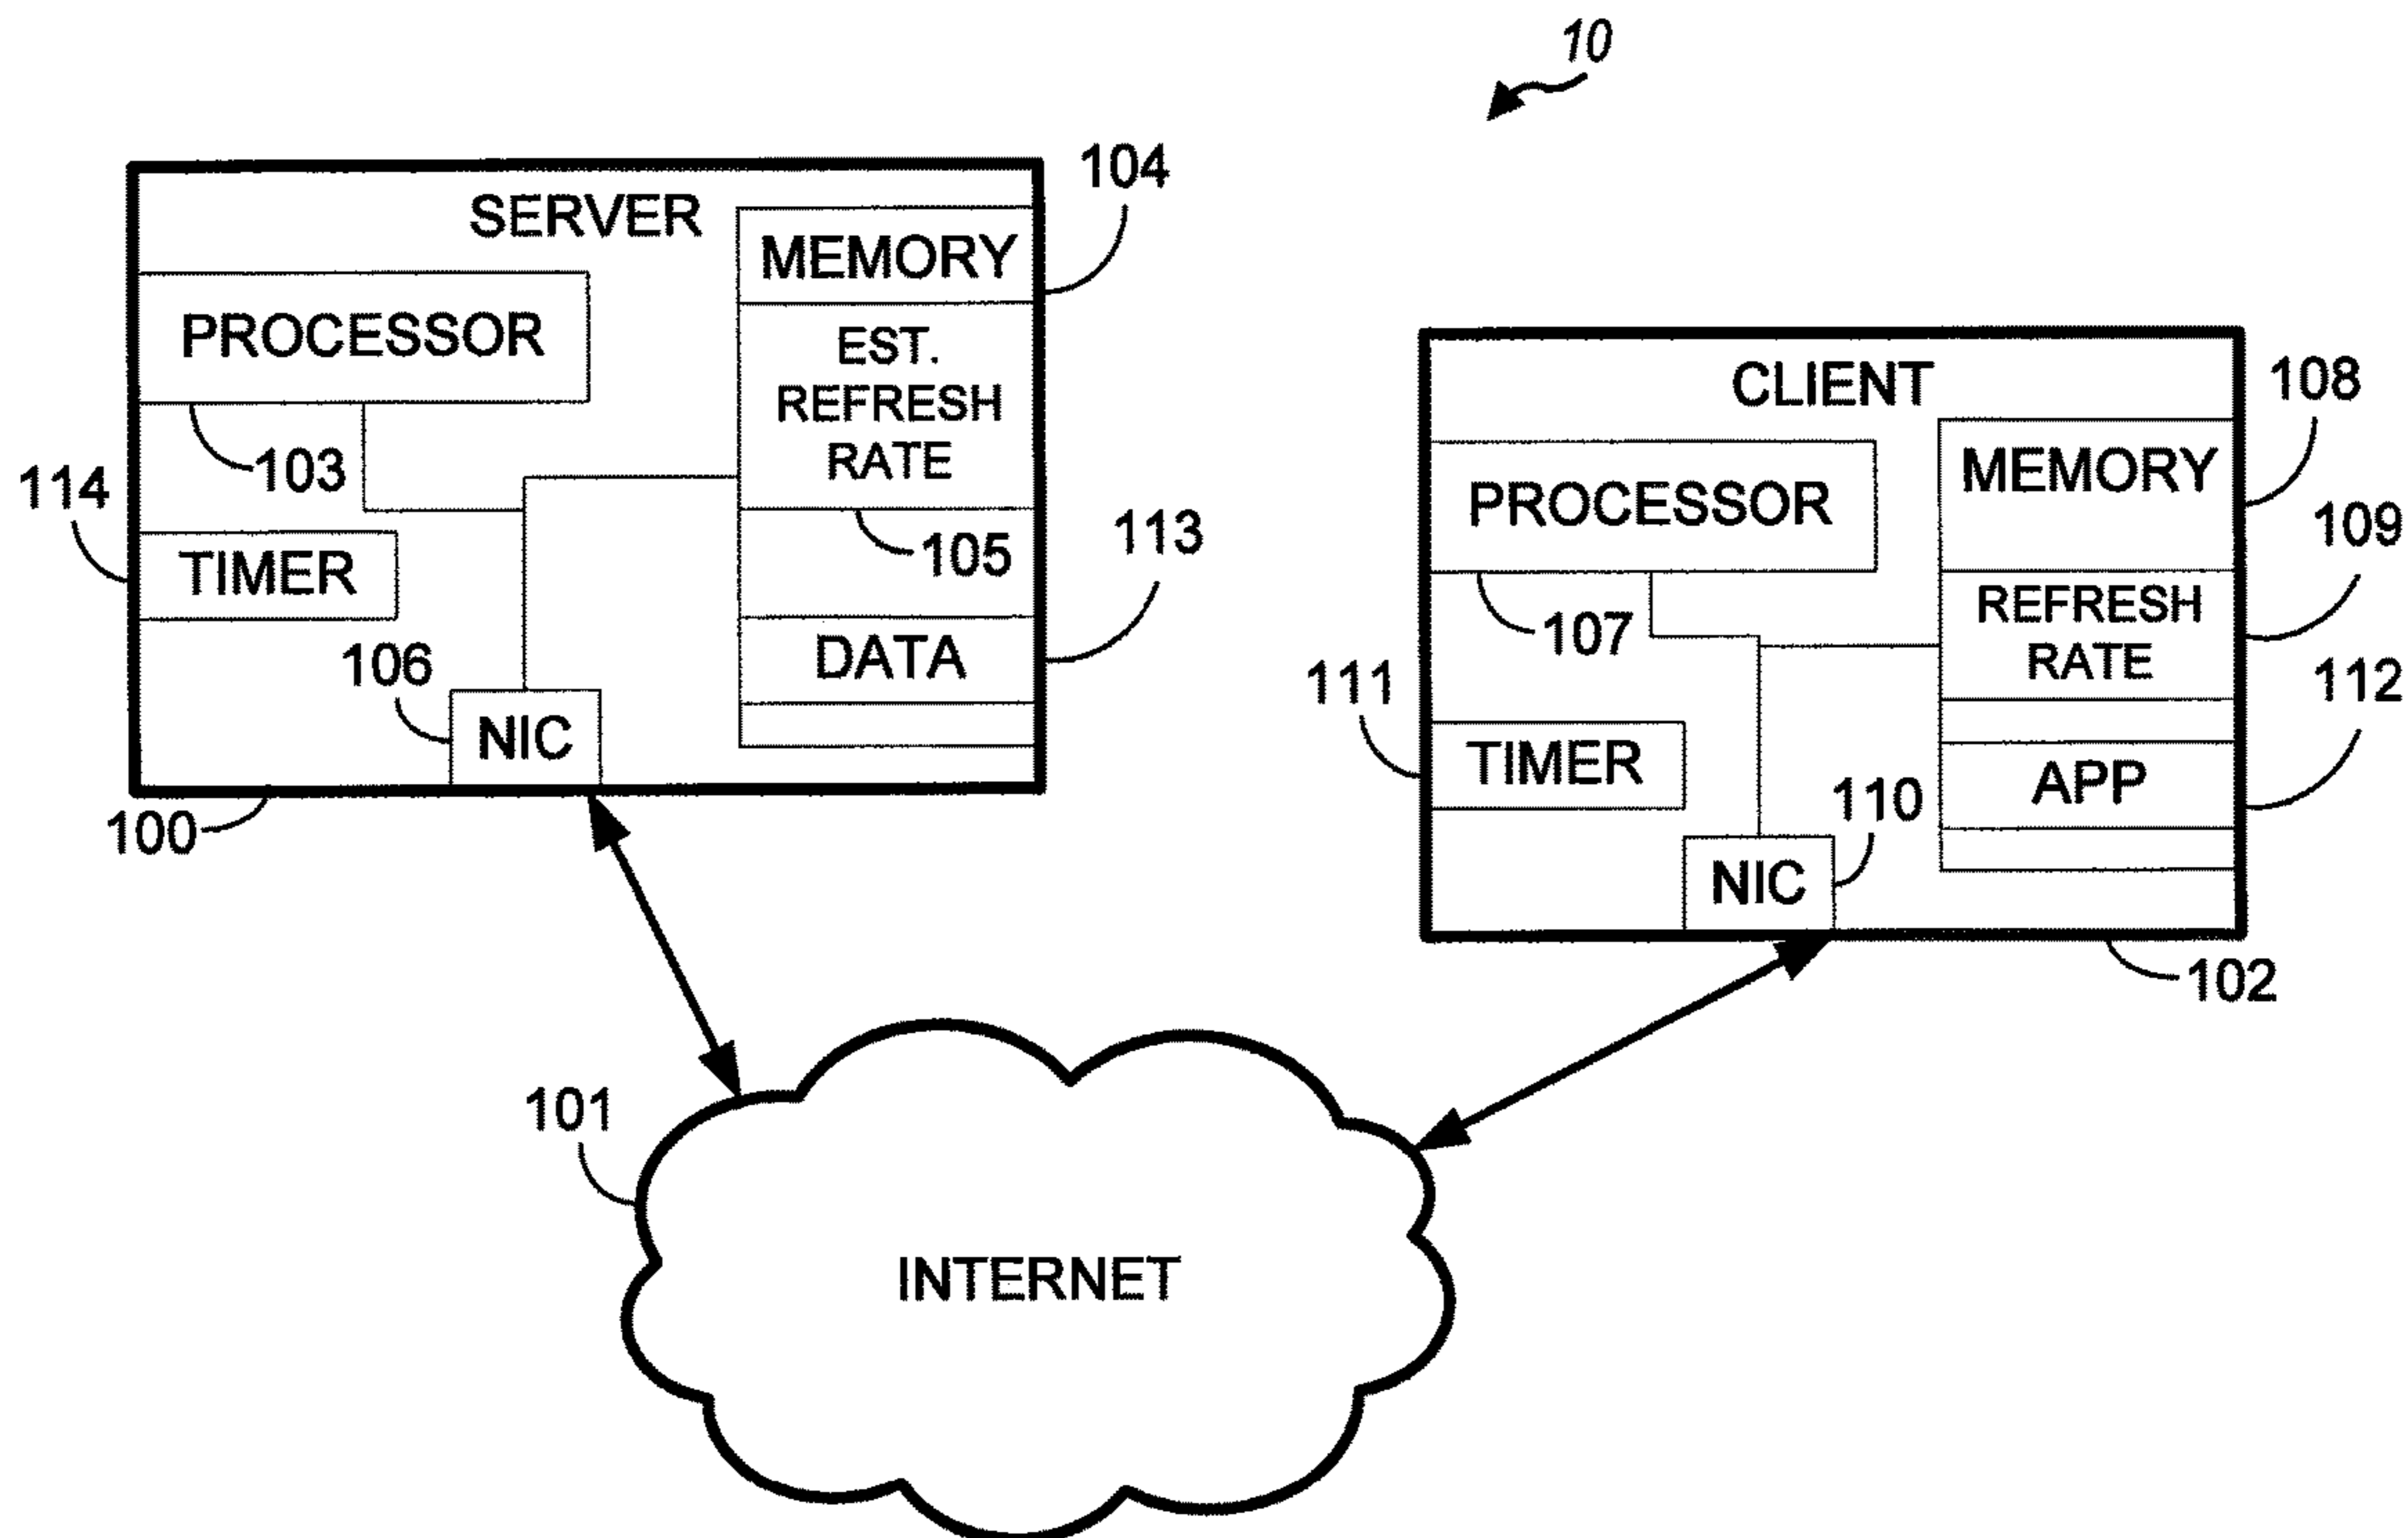 10
104
SERVER
MEMORY
PROCESSOR
EST.
REFRESH
RATE
103
114
TIMER
105
113
DATA
106
NIC
100
CLIENT
108
MEMORY
PROCESSOR
109
REFRESH
RATE
107
111
112
TIMER
APP
110
NIC
102
101
INTERNET